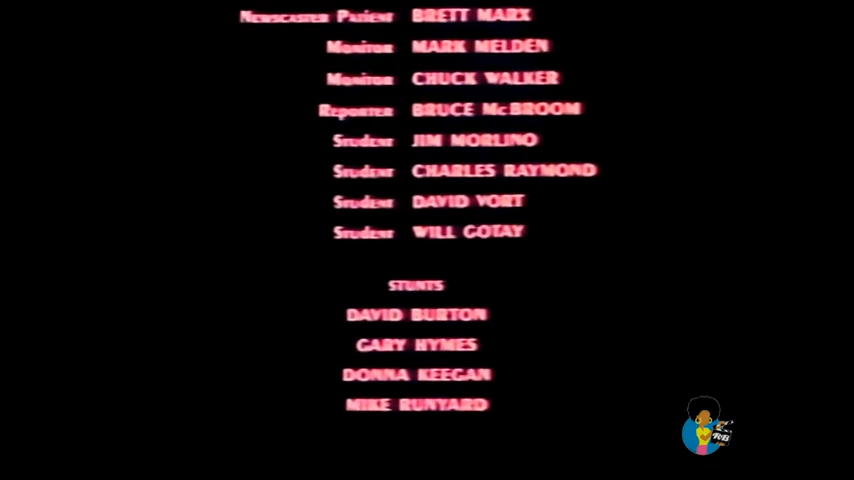 Newscaster Patient BRETT MARX
Monitor MARK MELDEN
Monitor CHUCK WALKER
Reporter BRUCE McBROOM
Student JIM MORLINO
Student CHARLES RAYMOND
Student DAVID VORT
Student WILL GOTAY
STUNTS
DAVID BURTON
GARY HYMES
DONNA KEEGAN
MIKE RUNYARD